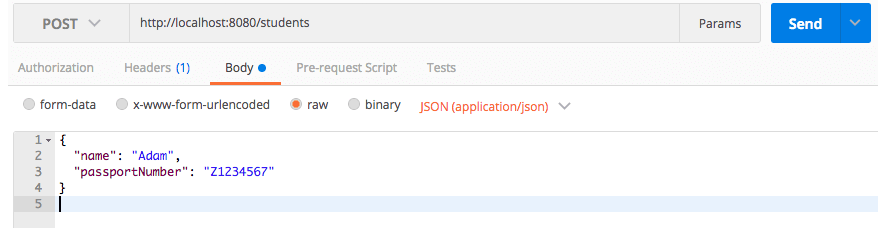 POST http://localhost:8080/students Params Send
Authorization Headers (1) Body Pre-request Script Tests
form-data x-www-form-urlencoded raw binary JSON (application/json)
1 {
2 "name": "Adam",
3 "passportNumber": "Z1234567"
4 }
5